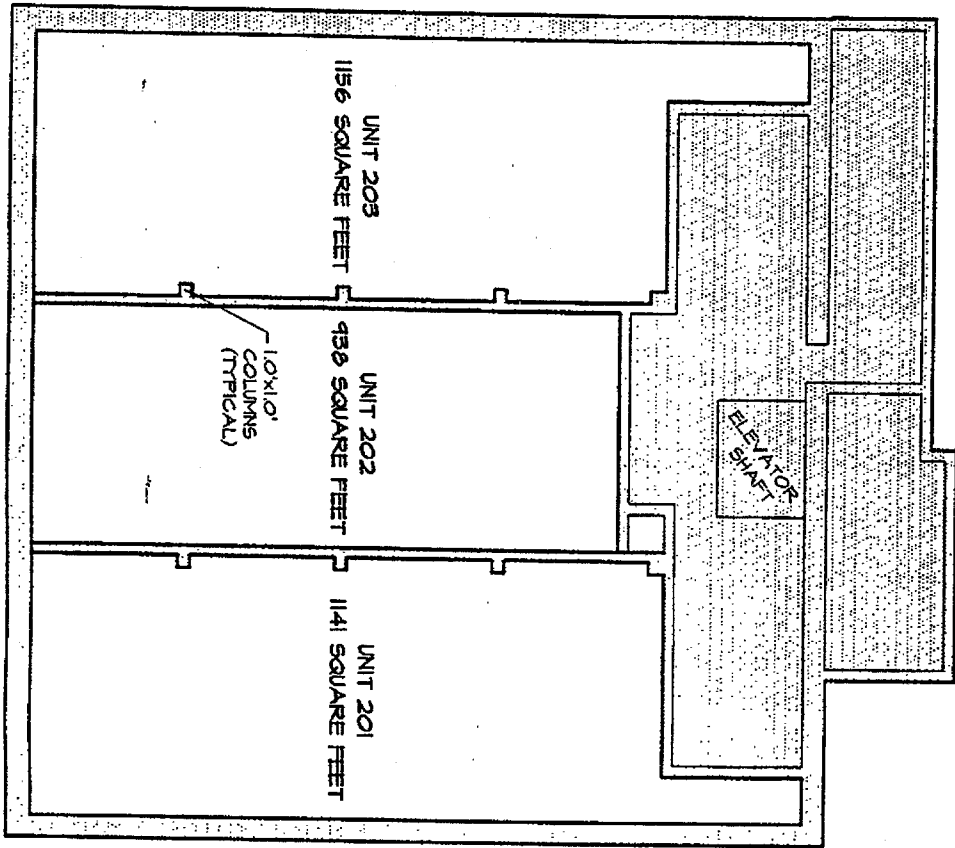 UNIT 203
1156 SQUARE FEET
UNIT 202
938 SQUARE FEET
1.0'x1.0'
COLUMNS
(TYPICAL)
UNIT 201
1141 SQUARE FEET
ELEVATOR
SHAFT